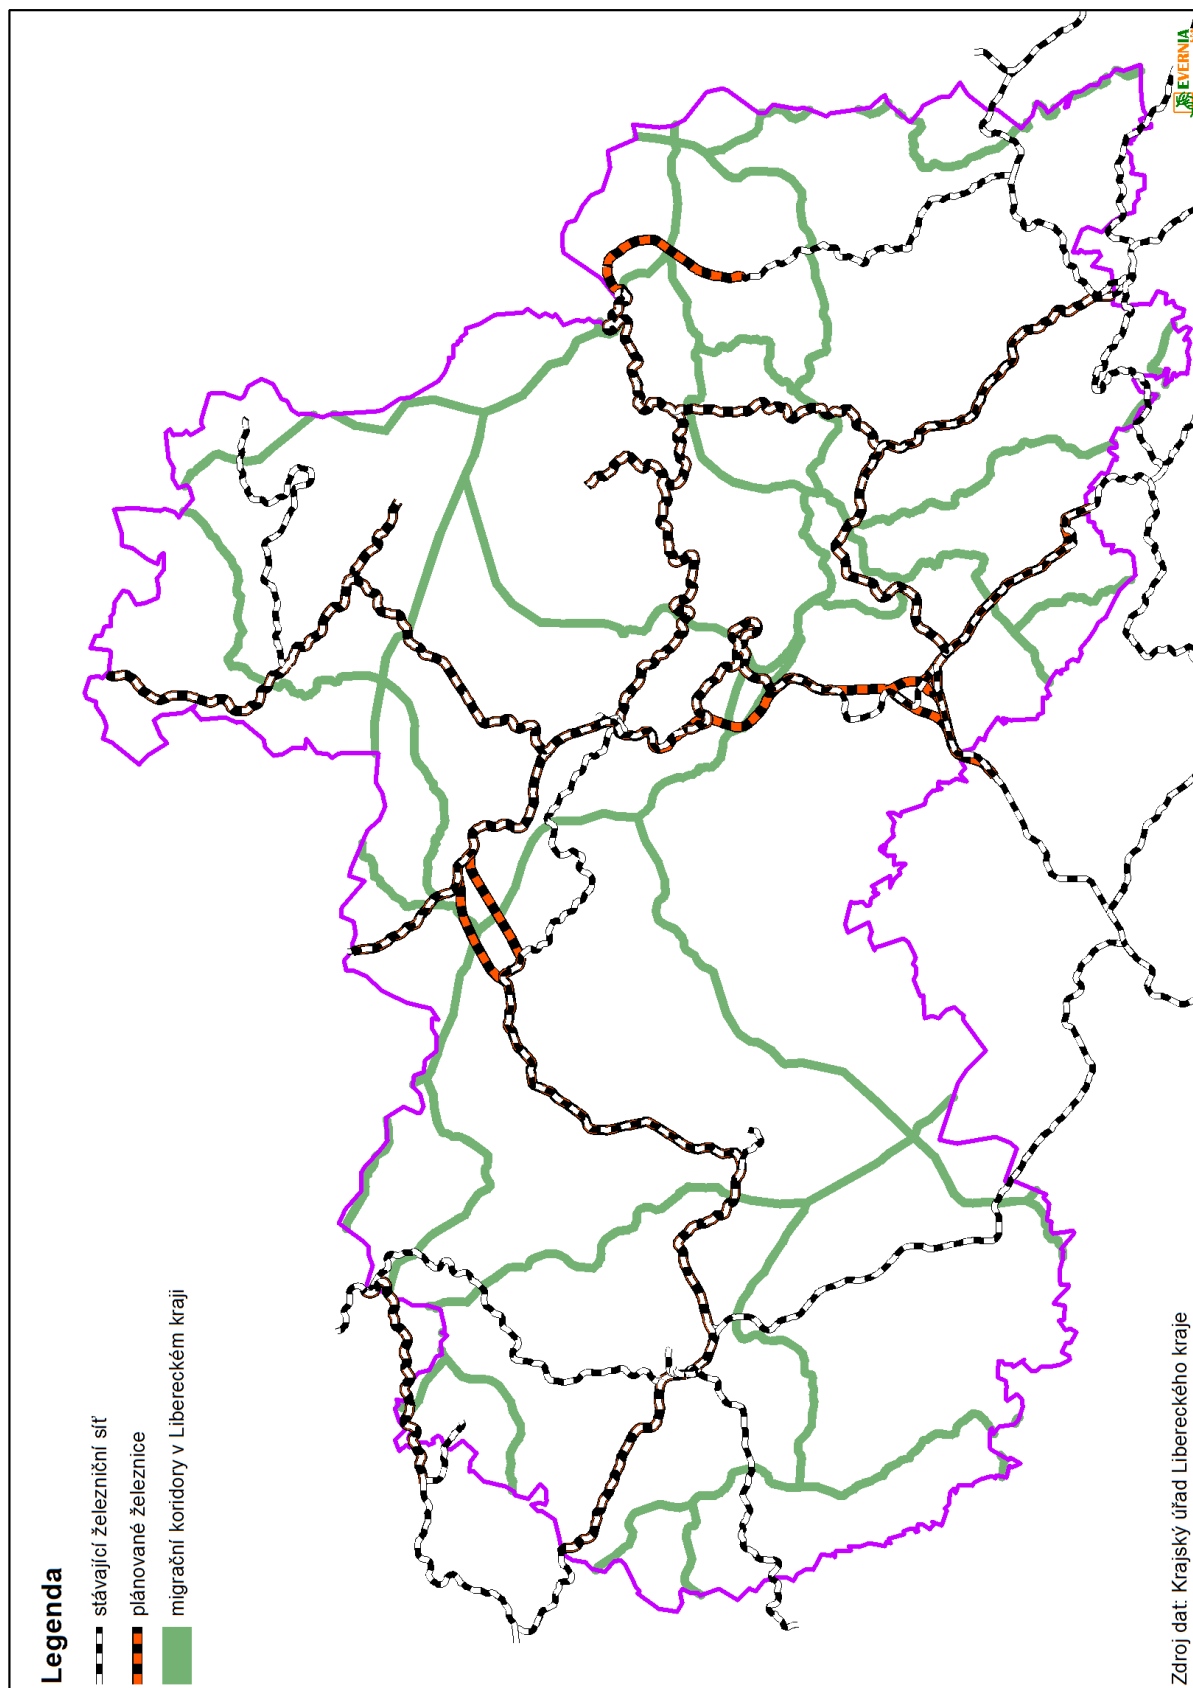 Legenda
stávající železniční síť
plánované železnice
migrační koridory v Libereckém kraji
Zdroj dat: Krajský úřad Libereckého kraje
EVERNIA